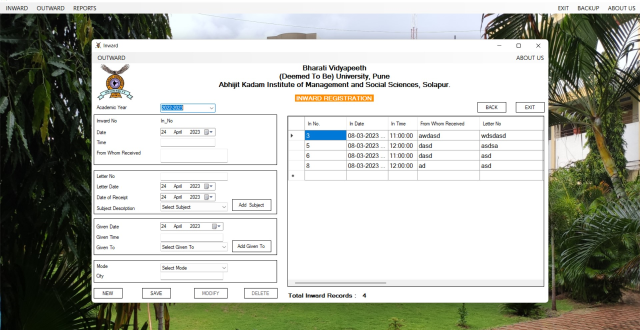 INWARD OUTWARD REPORTS EXIT BACKUP ABOUT US
Inward
OUTWARD ABOUT US
Bharati Vidyapeeth
(Deemed To Be) University, Pune
Abhijit Kadam Institute of Management and Social Sciences, Solapur.
INWARD REGISTRATION
Academic Year
BACK EXIT
Inward No In_No
Date 24 April 2023
Time
From Whom Received
Letter No
Letter Date 24 April 2023
Date of Receipt 24 April 2023
Subject Description Select Subject Add Subject
Given Date 24 April 2023
Given Time
Given To Select Given To Add Given To
Mode Select Mode
Qty
NEW SAVE MODIFY DELETE
In No. In Date In Time From Whom Received Letter No
3 08-03-2023 ... 11:00:00 awdasd wdsdasd
5 08-03-2023 ... 12:00:00 dasd asdsa
6 08-03-2023 ... 11:00:00 dasd asd
8 08-03-2023 ... 12:00:00 ad asd
Total Inward Records : 4